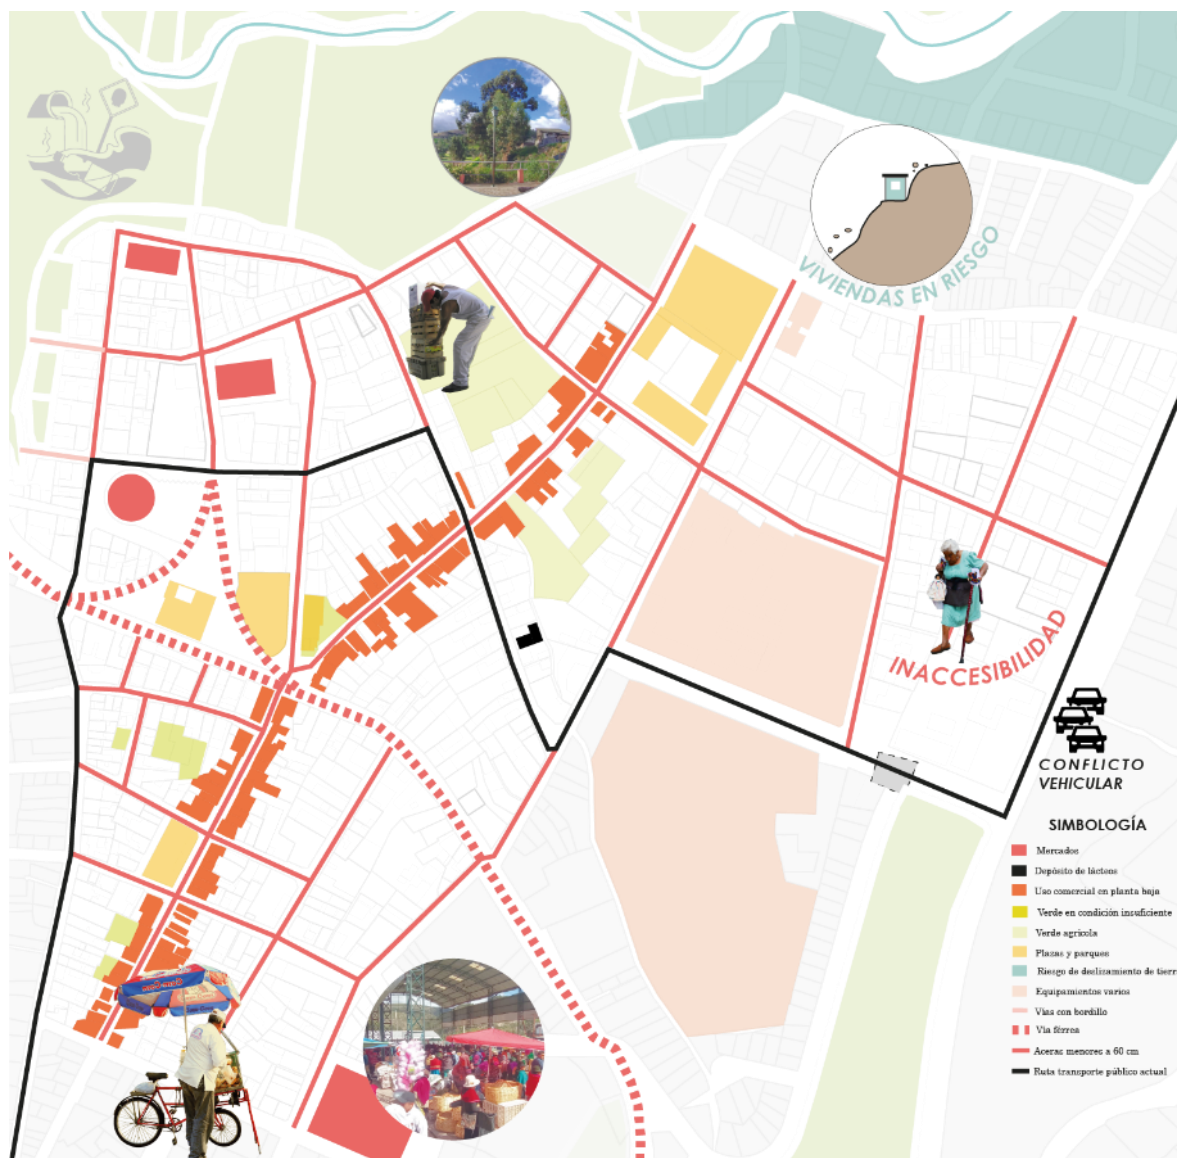 VIVIENDAS EN RIESGO
INACCESIBILIDAD
CONFLICTO
VEHICULAR
SIMBOLOGÍA
Mercados
Depósito de lácteos
Uso comercial en planta baja
Verde en condición insuficiente
Verde agrícola
Plazas y parques
Riesgo de deslizamiento de tierr
Equipamientos varios
Vías con bordillo
Vía férrea
Aceras menores a 60 cm
Ruta transporte público actual